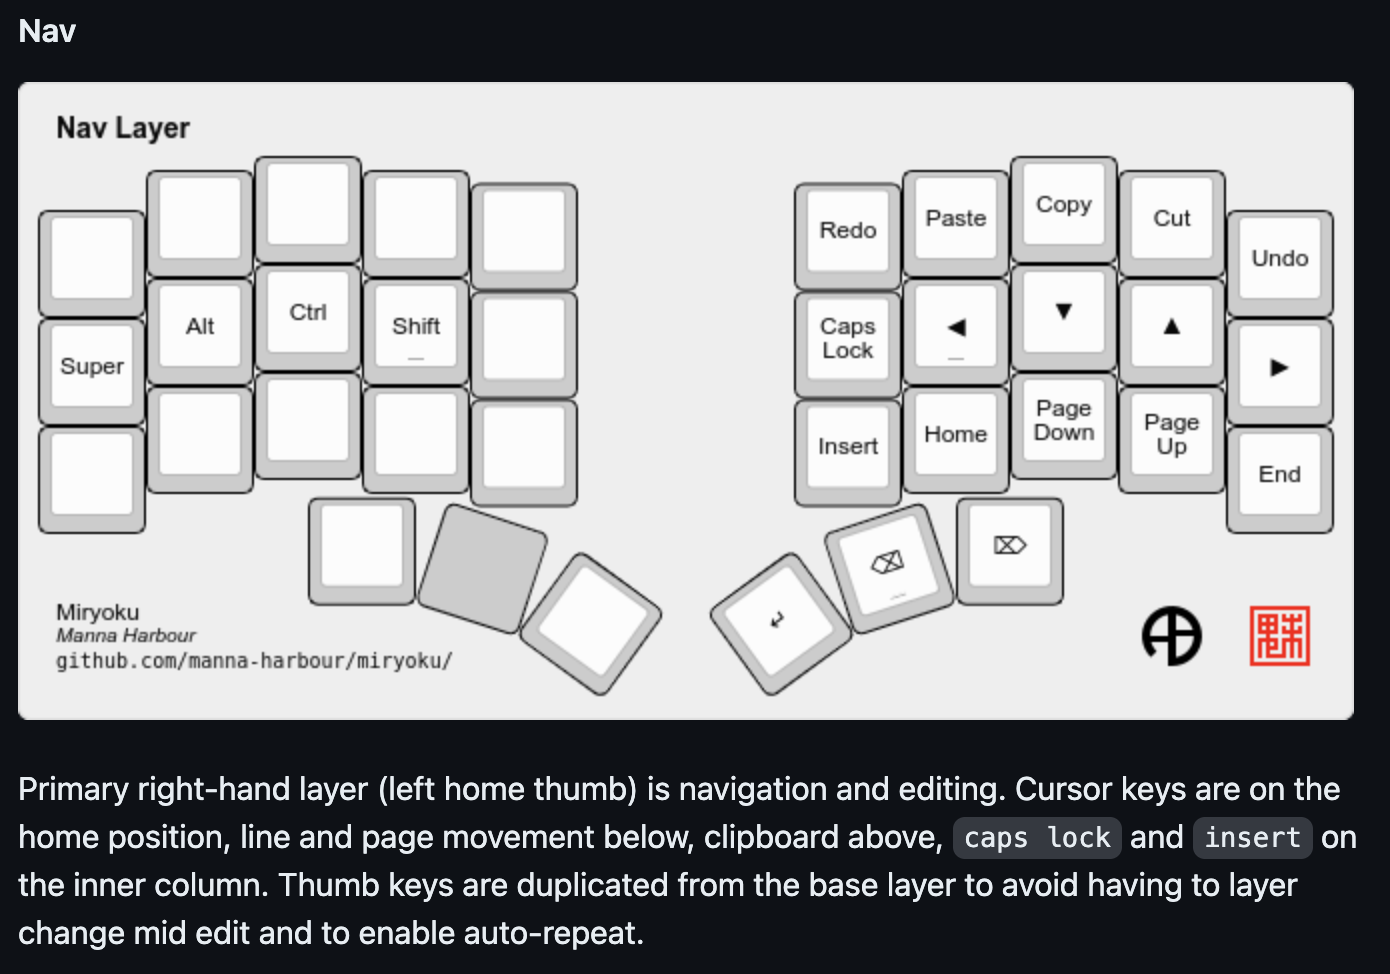 Nav
Nav Layer
Copy
Paste
Cut
Redo
Undo
Ctrl
Alt
Shift
Caps
Lock
◀
▼
▲
Super
▶
Page
Down
Page
Up
Home
Insert
End
⌫
⌦
↵
Miryoku
Manna Harbour
github.com/manna-harbour/miryoku/
Primary right-hand layer (left home thumb) is navigation and editing. Cursor keys are on the
home position, line and page movement below, clipboard above, caps lock and insert on
the inner column. Thumb keys are duplicated from the base layer to avoid having to layer
change mid edit and to enable auto-repeat.